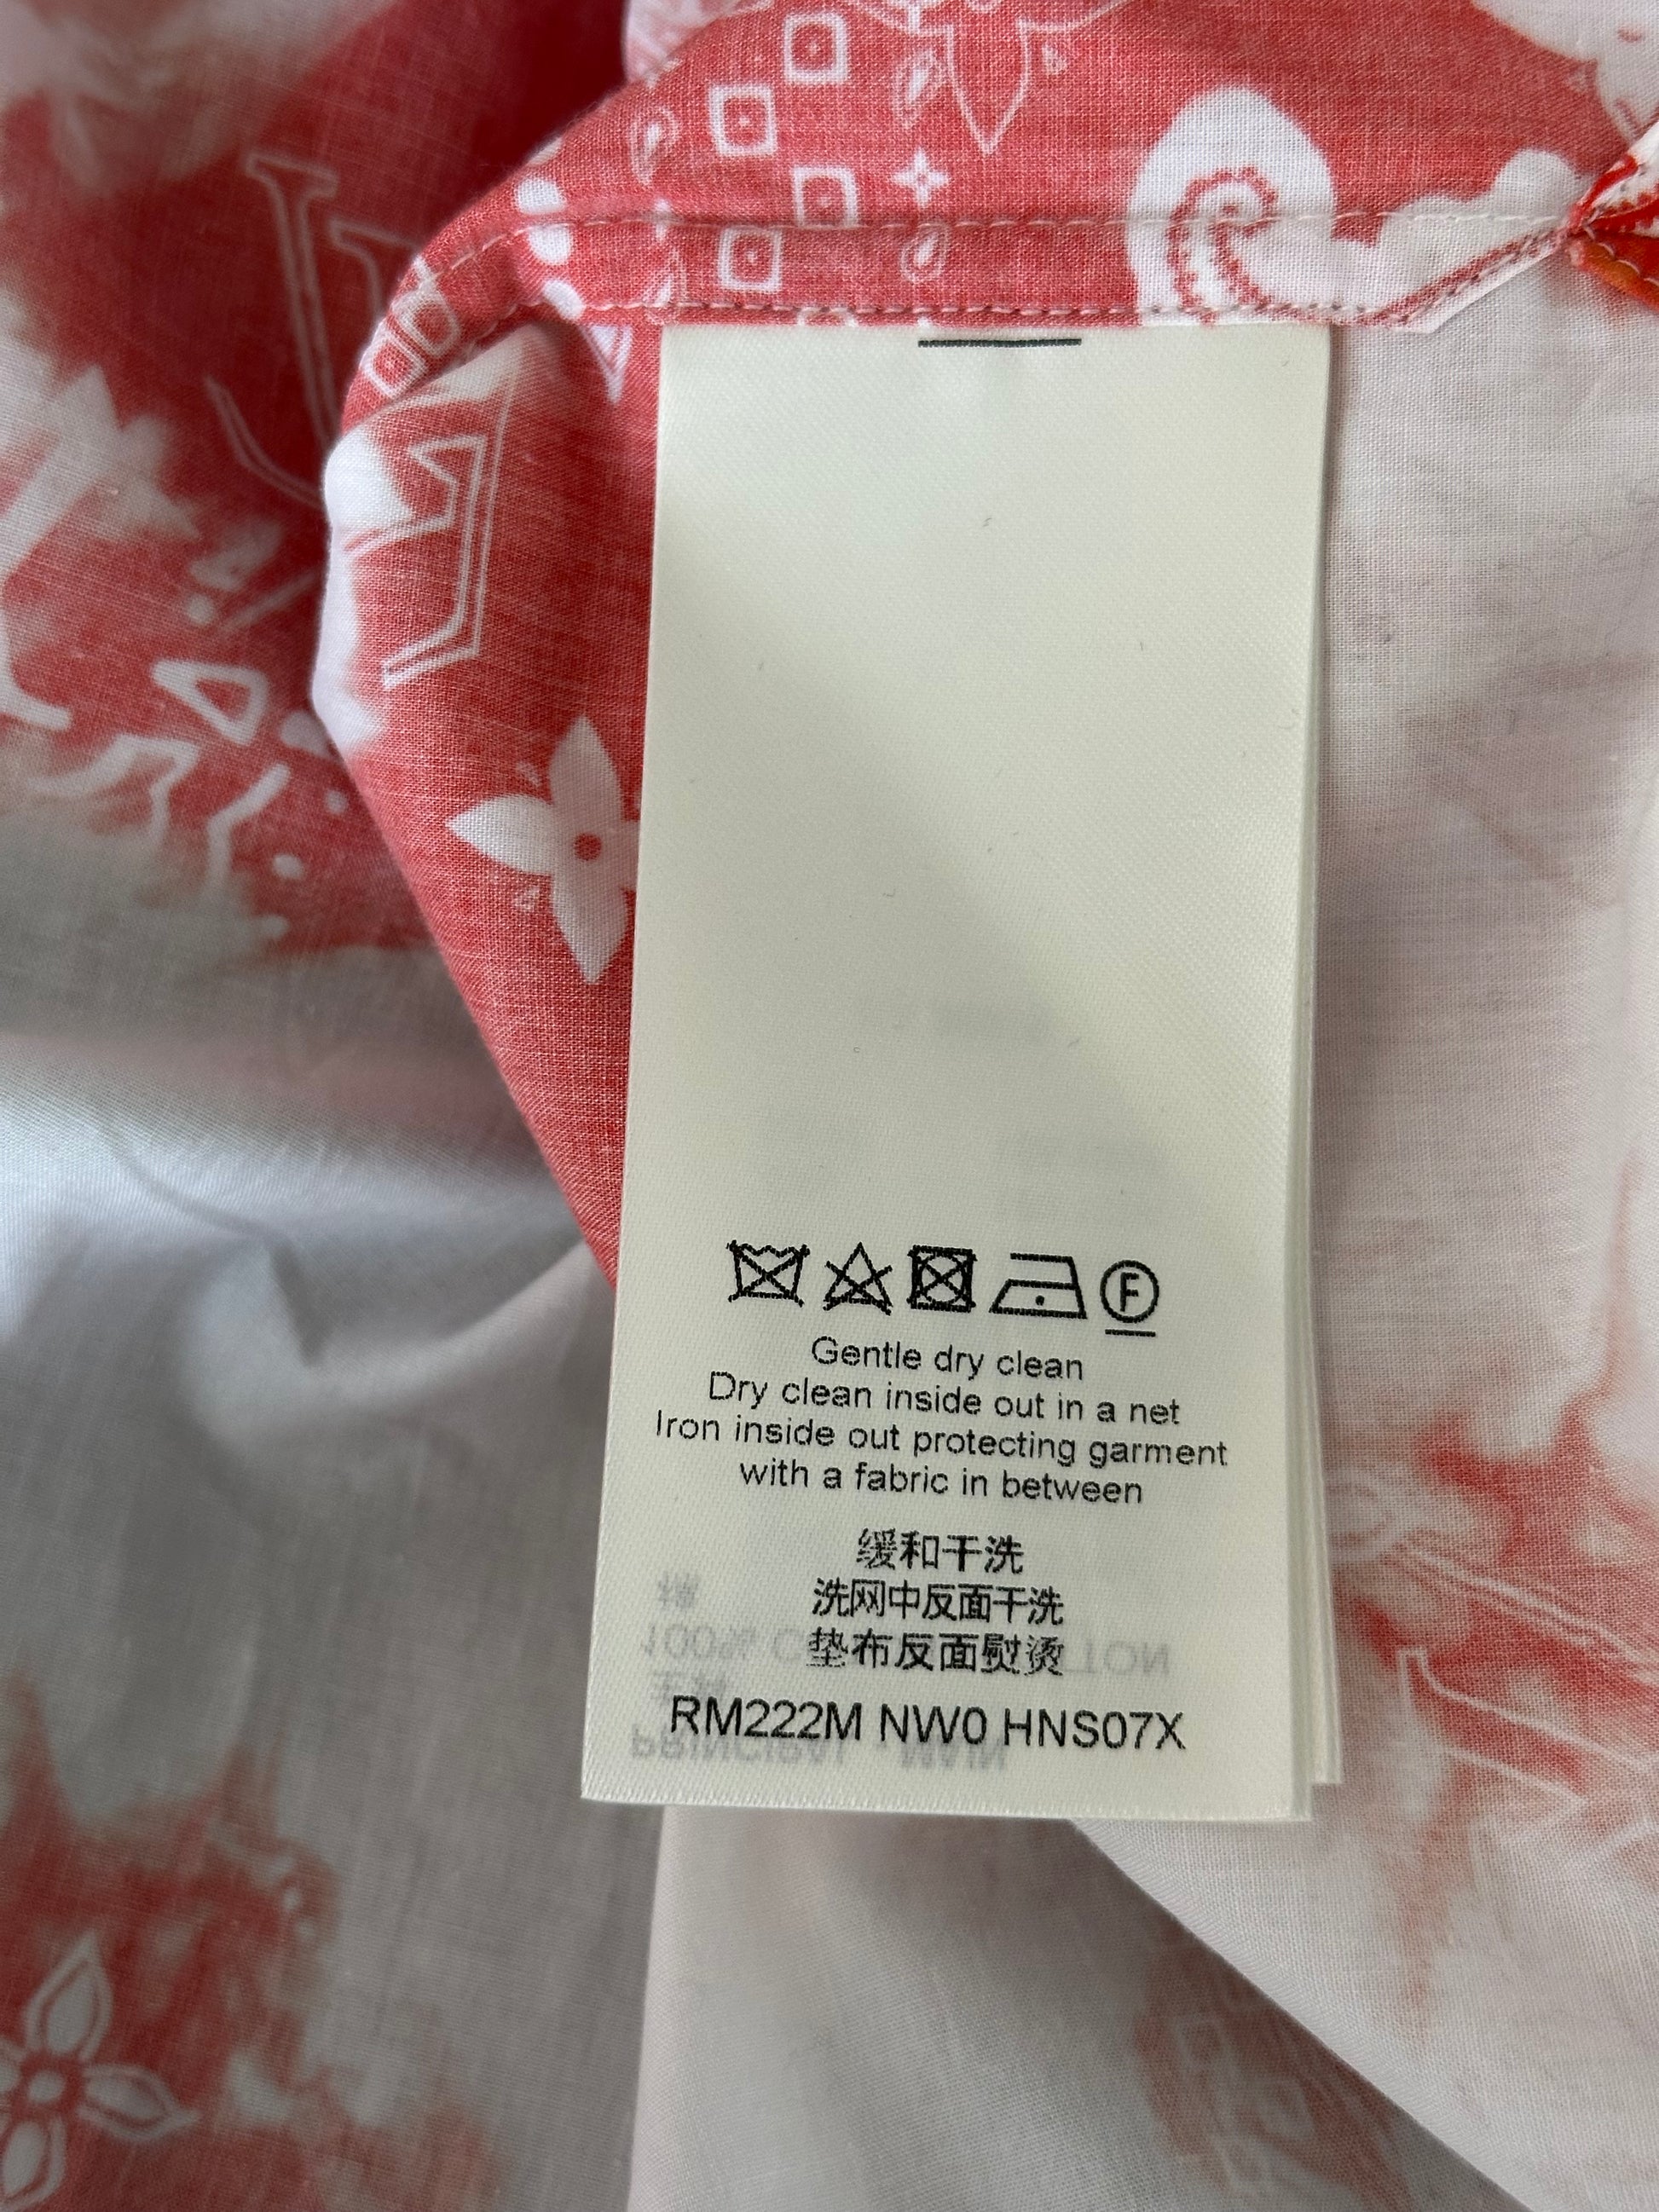 F
Gentle dry clean
Dry clean inside out in a net
Iron inside out protecting garment
with a fabric in between
缓和干洗
洗网中反面干洗
垫布反面熨烫
RM222M NW0 HNS07X